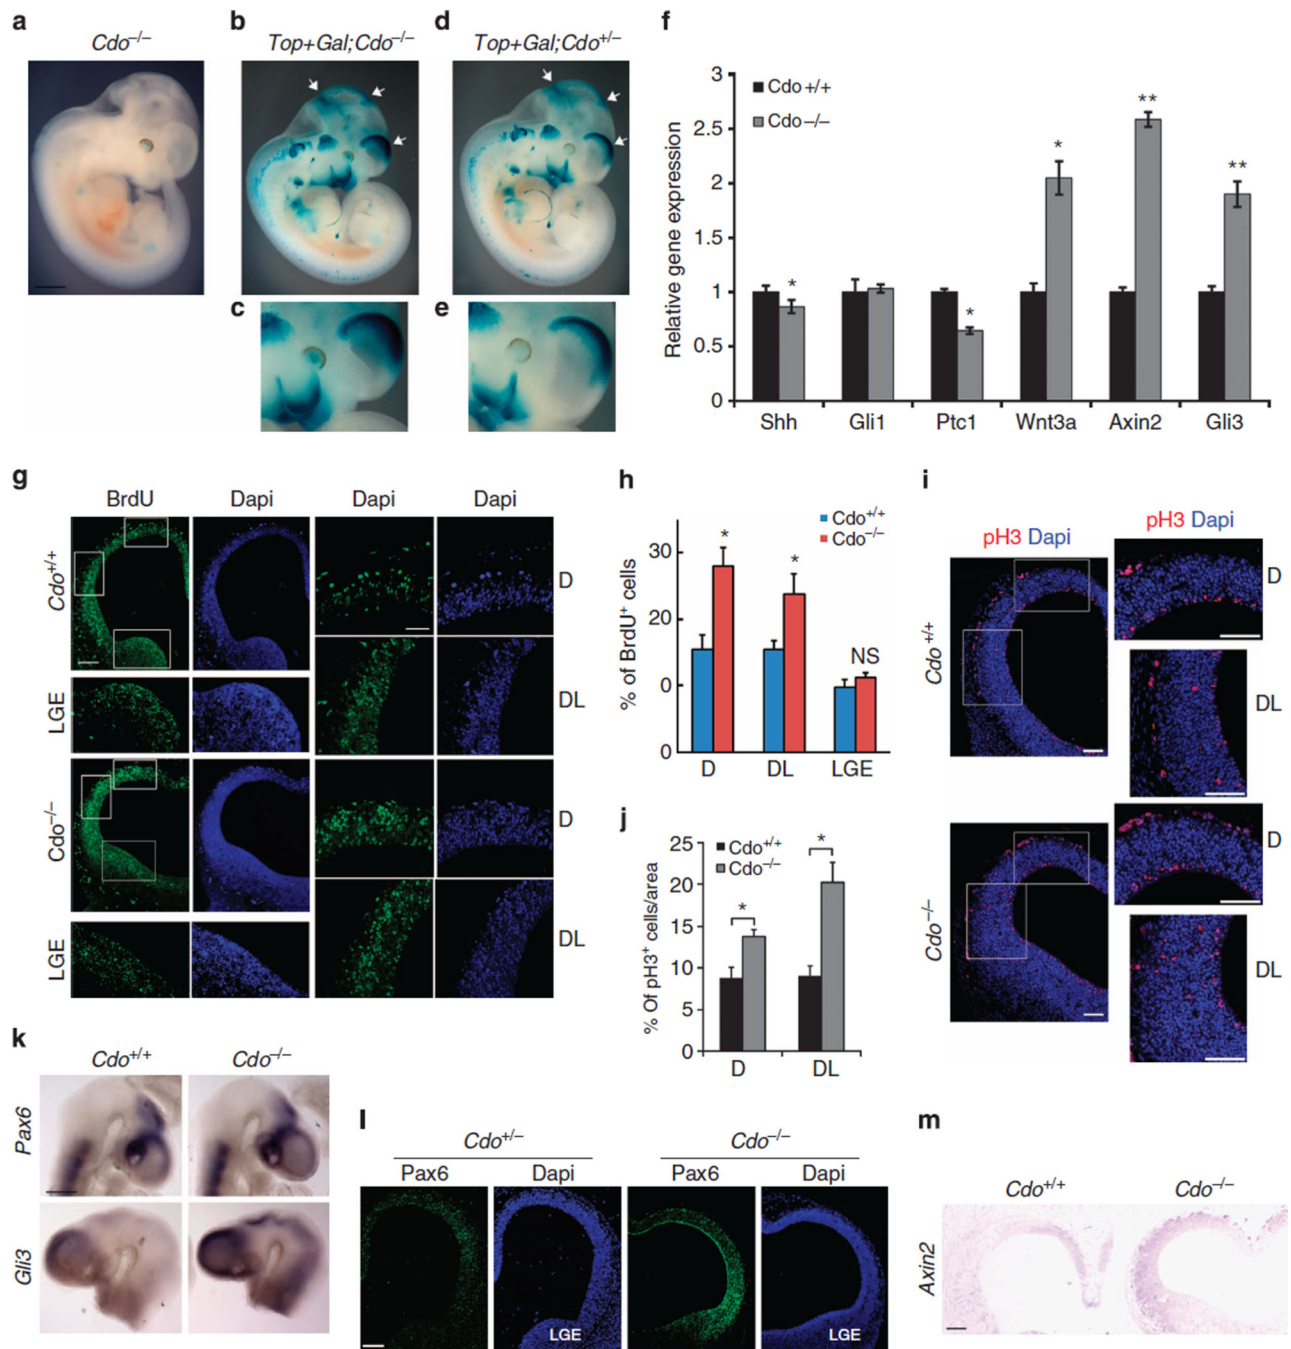 a
Cdo–/–
b
Top+Gal;Cdo–/–
d
Top+Gal;Cdo+/–
c
e
f
Relative gene expression
3
2.5
2
1.5
1
0.5
0
Cdo +/+
Cdo –/–
*
*
*
**
**
Shh Gli1 Ptc1 Wnt3a Axin2 Gli3
g
BrdU Dapi Dapi Dapi
Cdo+/+
LGE
Cdo–/–
LGE
D
DL
D
DL
h
% of BrdU+ cells
30
20
0
0
Cdo+/+
Cdo–/–
*
*
NS
D DL LGE
i
pH3 Dapi
pH3 Dapi
Cdo+/+
D
DL
Cdo–/–
D
DL
j
% Of pH3+ cells/area
25
20
15
10
5
0
Cdo+/+
Cdo–/–
*
*
D DL
k
Cdo+/+ Cdo–/–
Pax6
Gli3
l
Cdo+/– Cdo–/–
Pax6 Dapi Pax6 Dapi
LGE LGE
m
Cdo+/+ Cdo–/–
Axin2